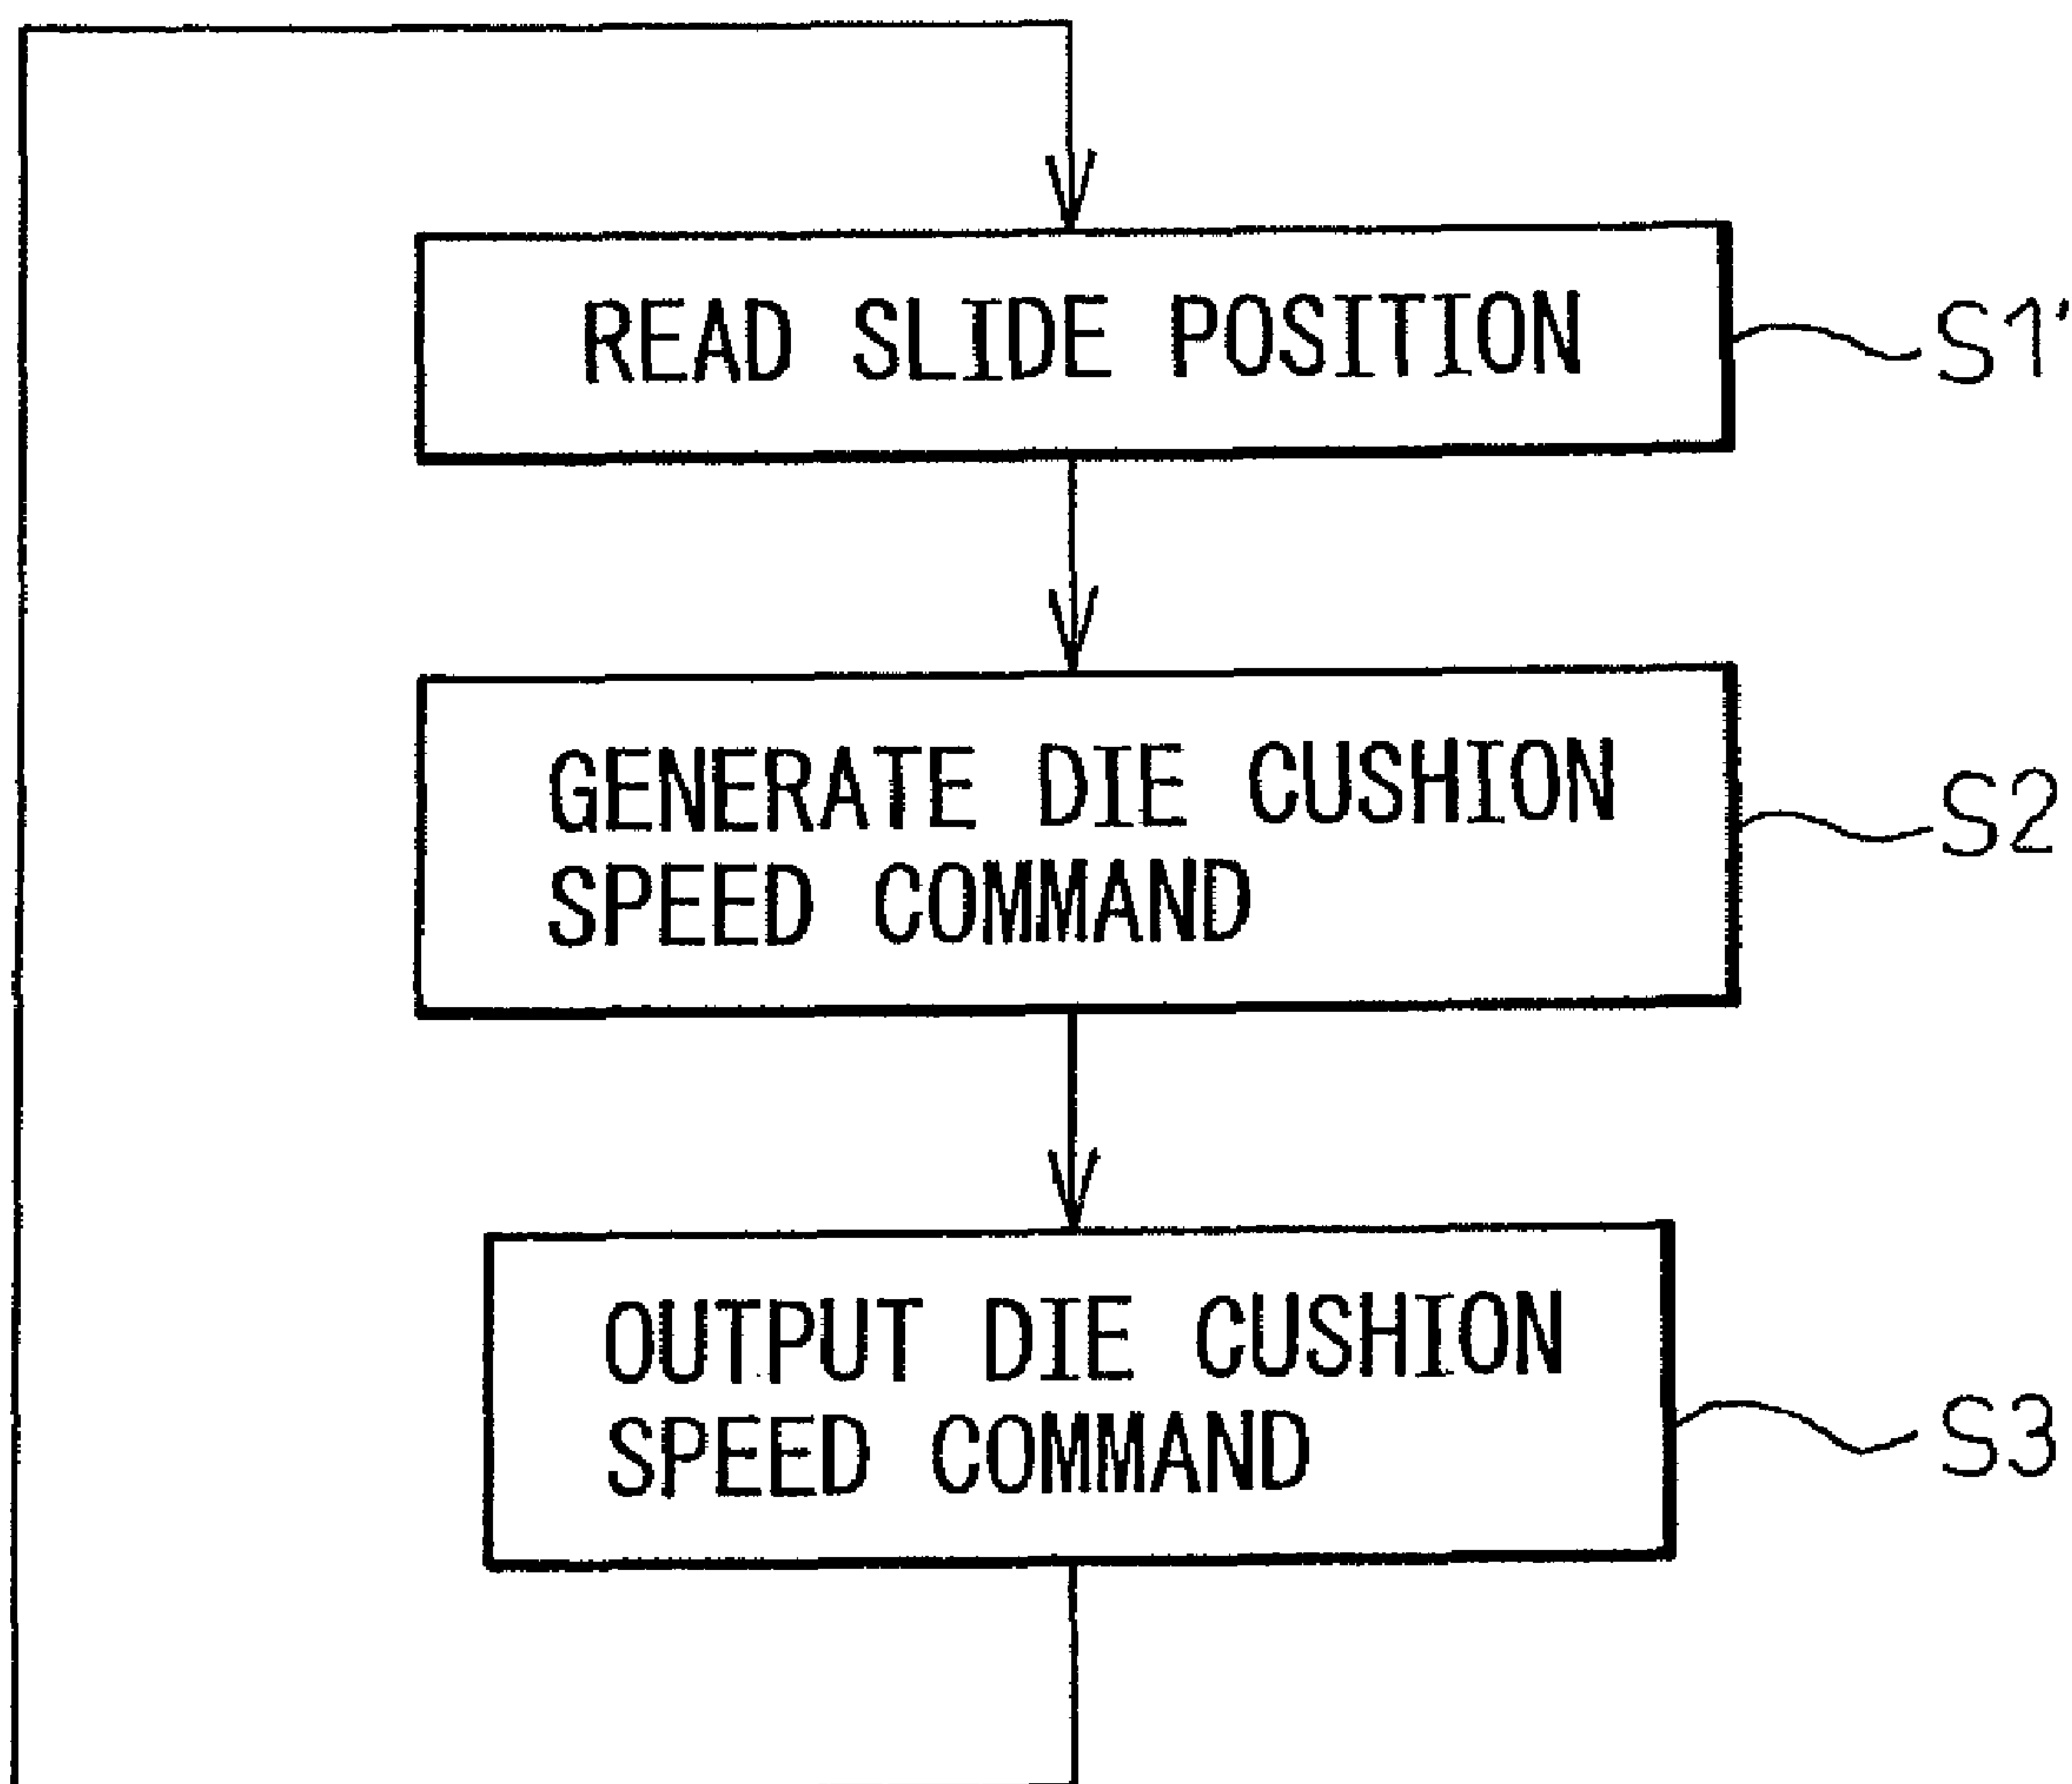 READ SLIDE POSITION
S1'
GENERATE DIE CUSHION
SPEED COMMAND
S2
OUTPUT DIE CUSHION
SPEED COMMAND
S3